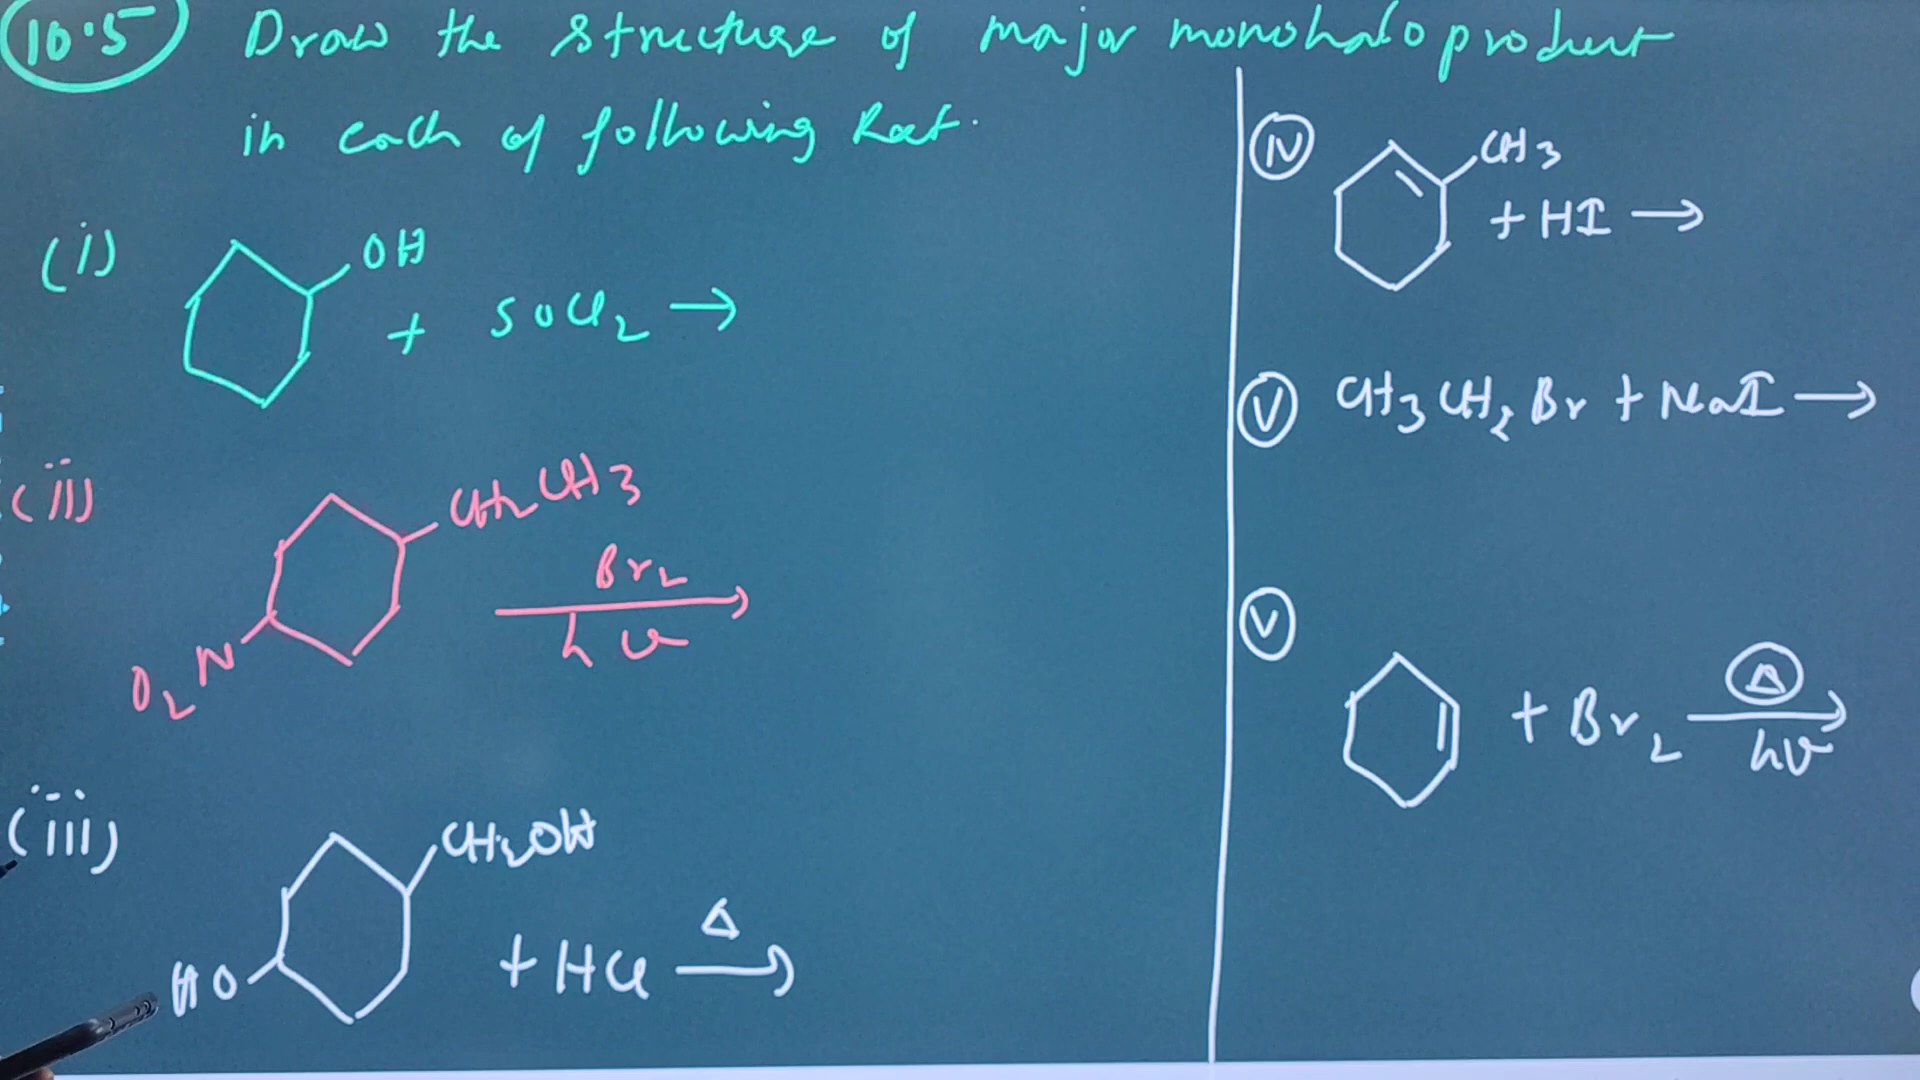 10.5 Draw the structure of major monohaloproduct
in each of following Rct.
(i)
OH
+ SOCl2 →
(ii)
CH2CH3
O2N
Br2
hν
(iii)
CH2OH
HO
+ HCl
Δ
→
IV
CH3
+ HI →
V CH3CH2Br + NaI →
V
+ Br2
Δ
→
hν